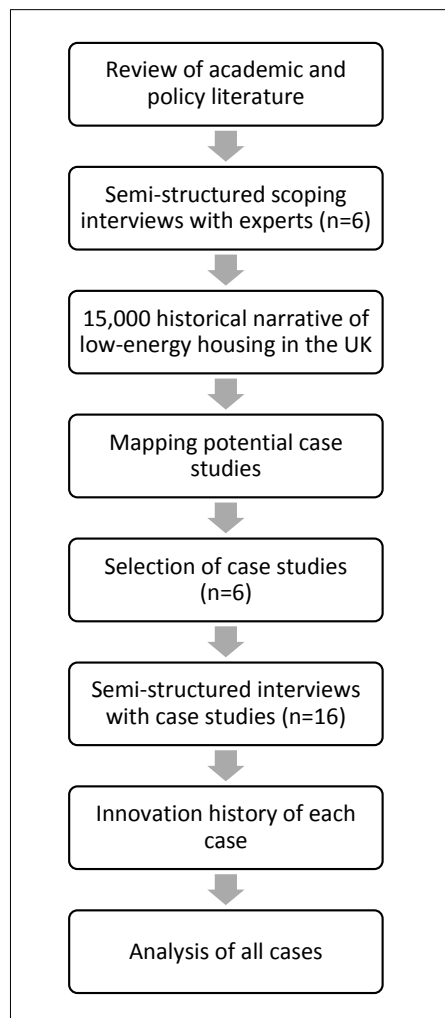 Review of academic and
policy literature
Semi-structured scoping
interviews with experts (n=6)
15,000 historical narrative of
low-energy housing in the UK
Mapping potential case
studies
Selection of case studies
(n=6)
Semi-structured interviews
with case studies (n=16)
Innovation history of each
case
Analysis of all cases